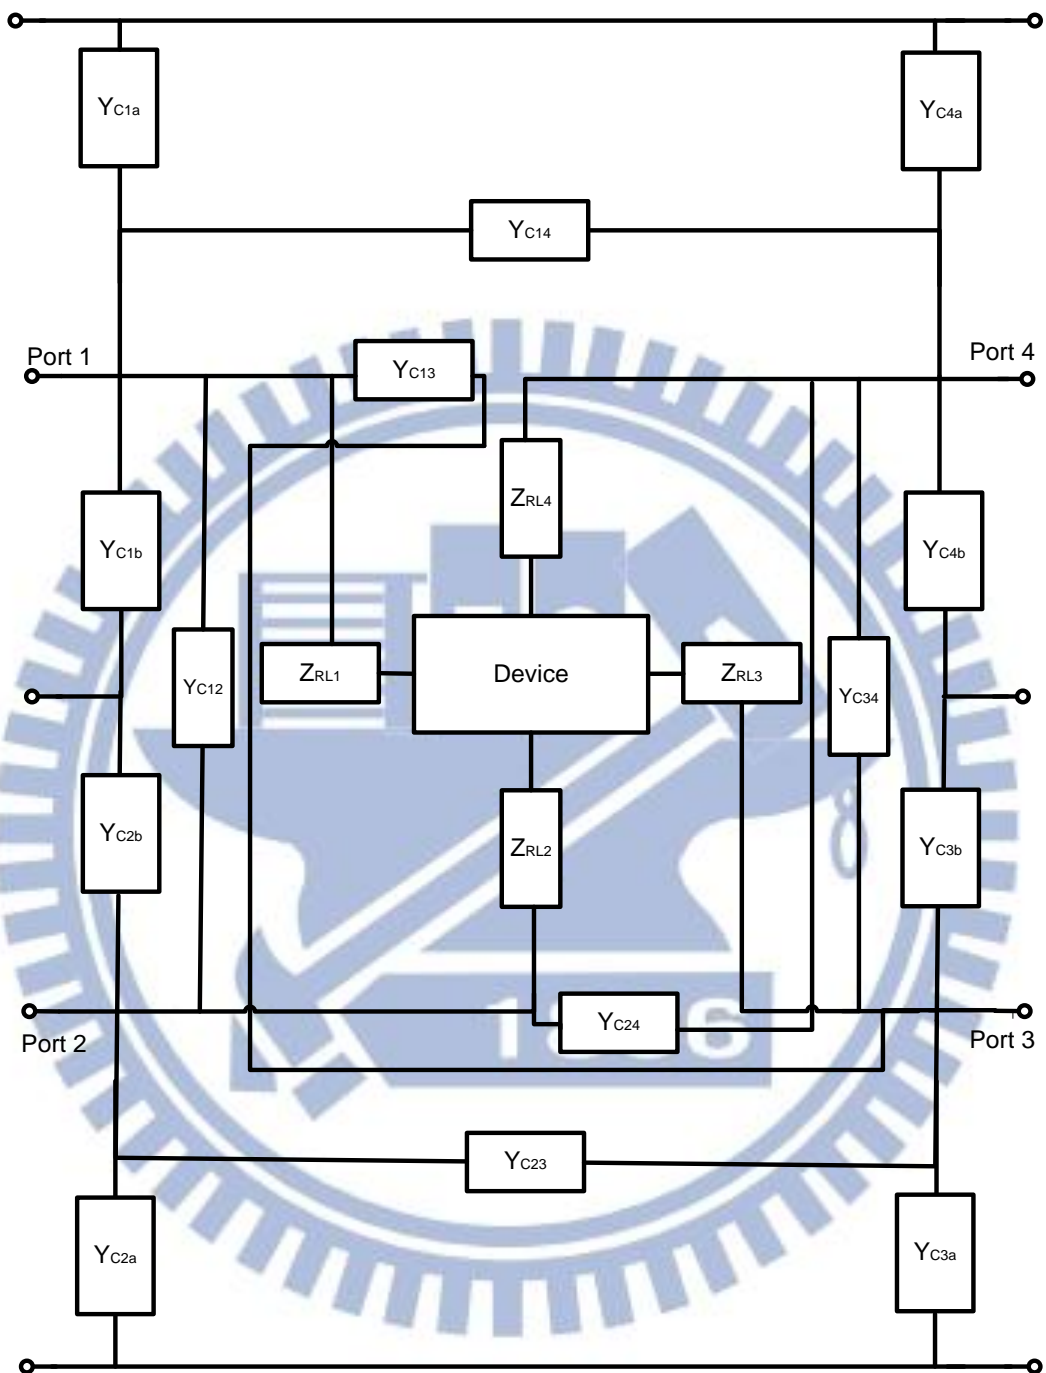 YC1a
YC4a
YC14
Port 1
YC13
Port 4
ZRL4
YC1b
YC4b
YC12
ZRL1
Device
ZRL3
YC34
YC2b
ZRL2
YC3b
Port 2
YC24
Port 3
1896
YC23
YC2a
YC3a